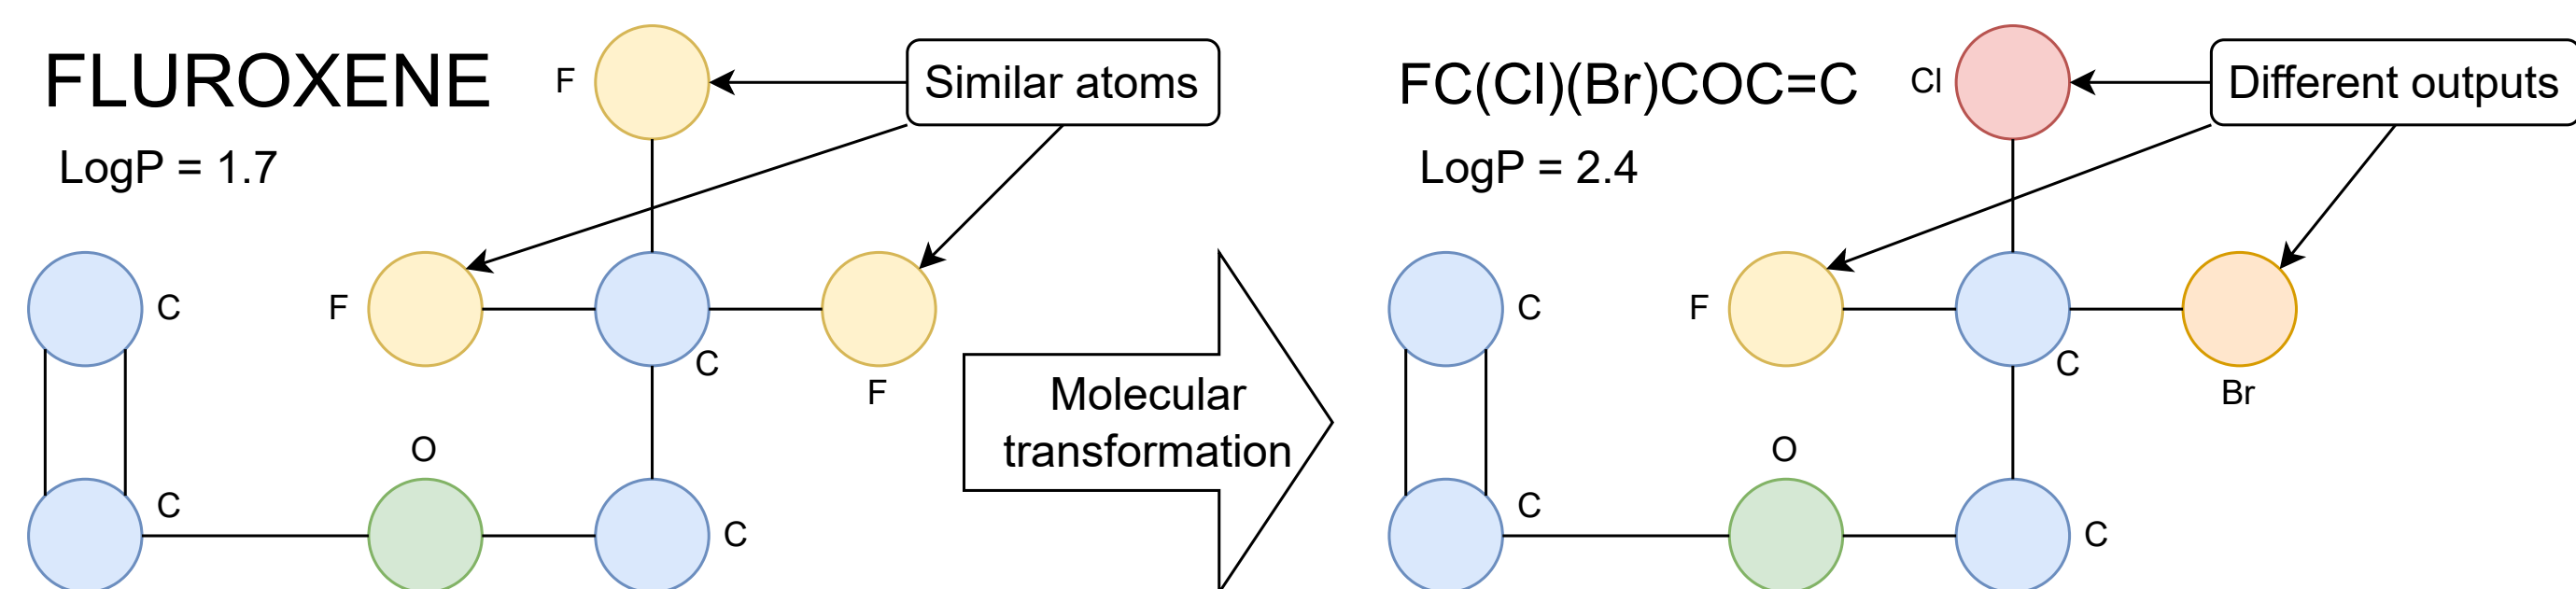 FLUROXENE
LogP = 1.7
F
Similar atoms
C
F
C
F
C
O
C
Molecular
transformation
FC(Cl)(Br)COC=C
LogP = 2.4
Cl
Different outputs
C
F
C
Br
C
O
C